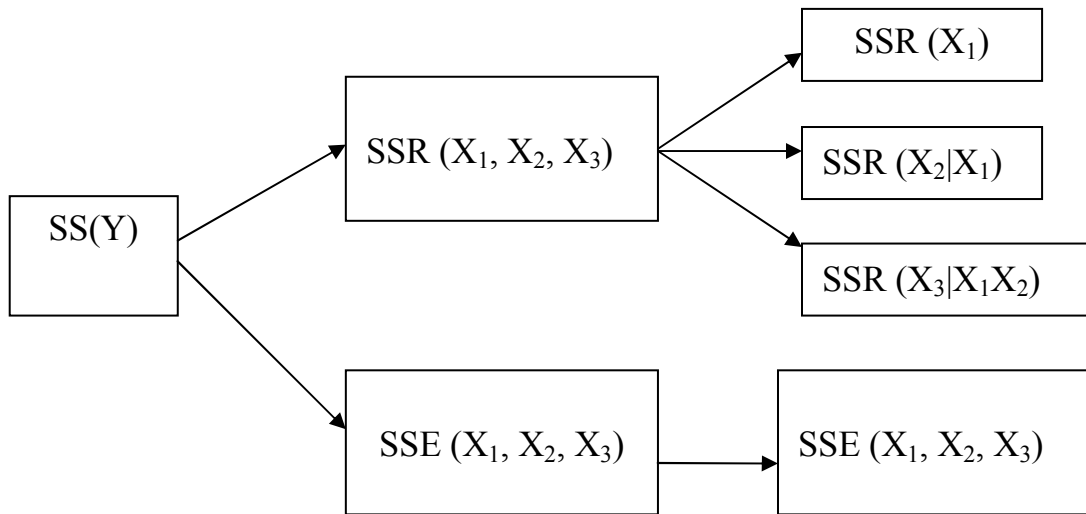 SS(Y)
SSR (X₁, X₂, X₃)
SSR (X₁)
SSR (X₂|X₁)
SSR (X₃|X₁X₂)
SSE (X₁, X₂, X₃)
SSE (X₁, X₂, X₃)